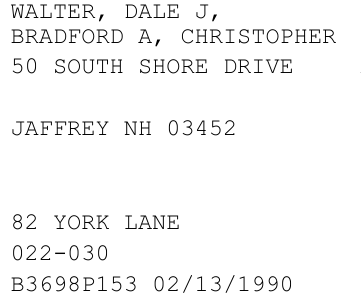 WALTER, DALE J,
BRADFORD A, CHRISTOPHER
50 SOUTH SHORE DRIVE
JAFFREY NH 03452
82 YORK LANE
022-030
B3698P153 02/13/1990